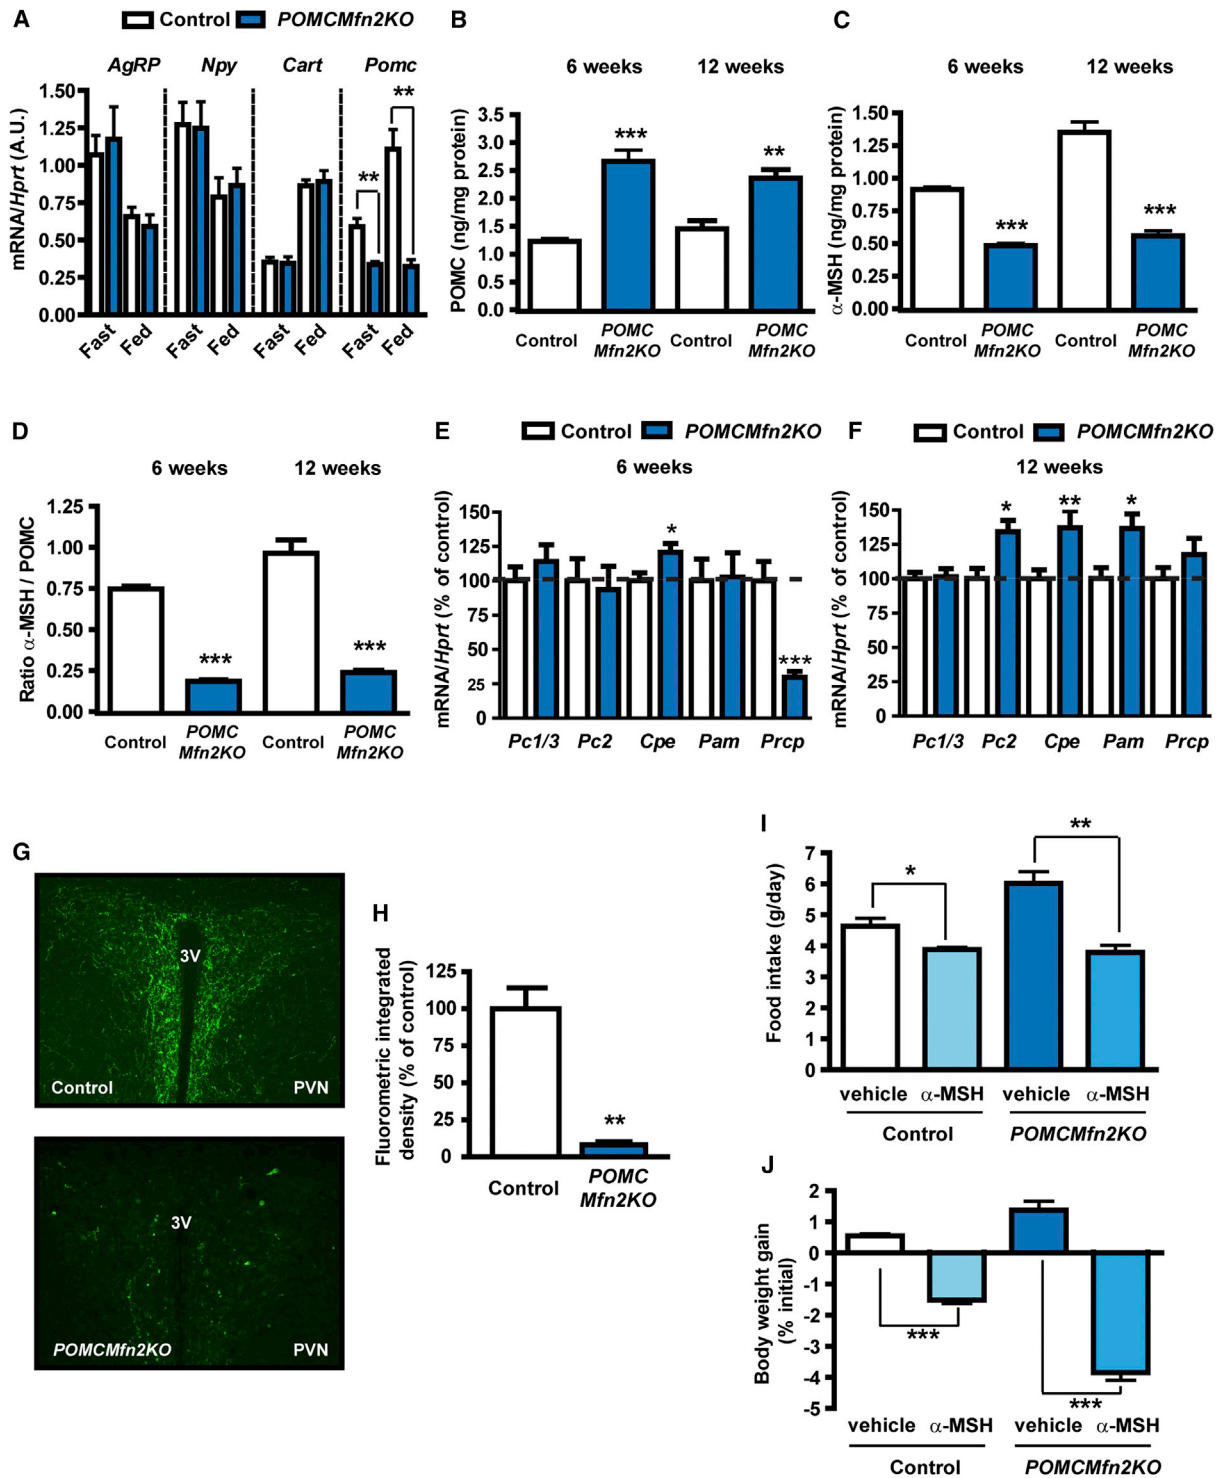 A
Control POMCMfn2KO
AgRP Npy Cart Pomc
mRNA/Hprt (A.U.)
1.50
1.25
1.00
0.75
0.50
0.25
0.00
** **
Fast Fed Fast Fed Fast Fed Fast Fed
B
6 weeks 12 weeks
POMC (ng/mg protein)
3.5
3.0
2.5
2.0
1.5
1.0
0.5
0.0
*** **
Control POMC Control POMC
Mfn2KO Mfn2KO
C
6 weeks 12 weeks
α-MSH (ng/mg protein)
1.50
1.25
1.00
0.75
0.50
0.25
0.00
*** ***
Control POMC Control POMC
Mfn2KO Mfn2KO
D
6 weeks 12 weeks
Ratio α-MSH / POMC
1.25
1.00
0.75
0.50
0.25
0.00
*** ***
Control POMC Control POMC
Mfn2KO Mfn2KO
E
Control POMCMfn2KO
6 weeks
mRNA/Hprt (% of control)
150
125
100
75
50
25
0
* ***
Pc1/3 Pc2 Cpe Pam Prcp
F
Control POMCMfn2KO
12 weeks
mRNA/Hprt (% of control)
150
125
100
75
50
25
0
* ** *
Pc1/3 Pc2 Cpe Pam Prcp
G
3V
Control PVN
3V
POMCMfn2KO PVN
H
Fluorometric integrated
density (% of control)
125
100
75
50
25
0
**
Control POMC
Mfn2KO
I
Food intake (g/day)
7
6
5
4
3
2
1
0
* **
vehicle α-MSH vehicle α-MSH
Control POMCMfn2KO
J
Body weight gain
(% initial)
2
1
0
-1
-2
-3
-4
-5
*** ***
vehicle α-MSH vehicle α-MSH
Control POMCMfn2KO